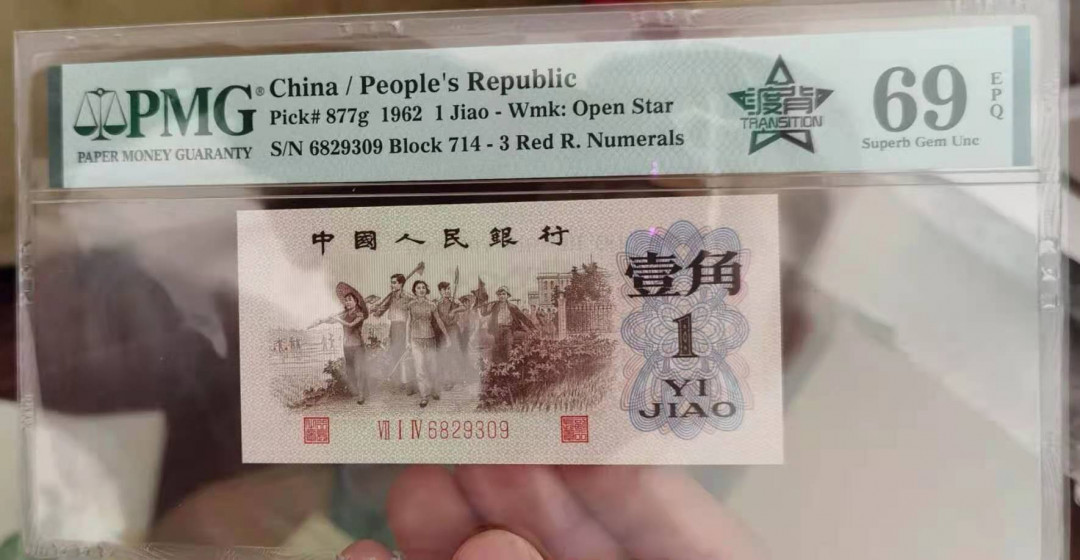 PMG®
PAPER MONEY GUARANTY
China / People's Republic
Pick# 877g 1962 1 Jiao - Wmk: Open Star
S/N 6829309 Block 714 - 3 Red R. Numerals
渡背
TRANSITION
69
EPQ
Superb Gem Unc
中國人民銀行
壹角
1
YI
JIAO
Ⅶ Ⅰ Ⅳ 6829309